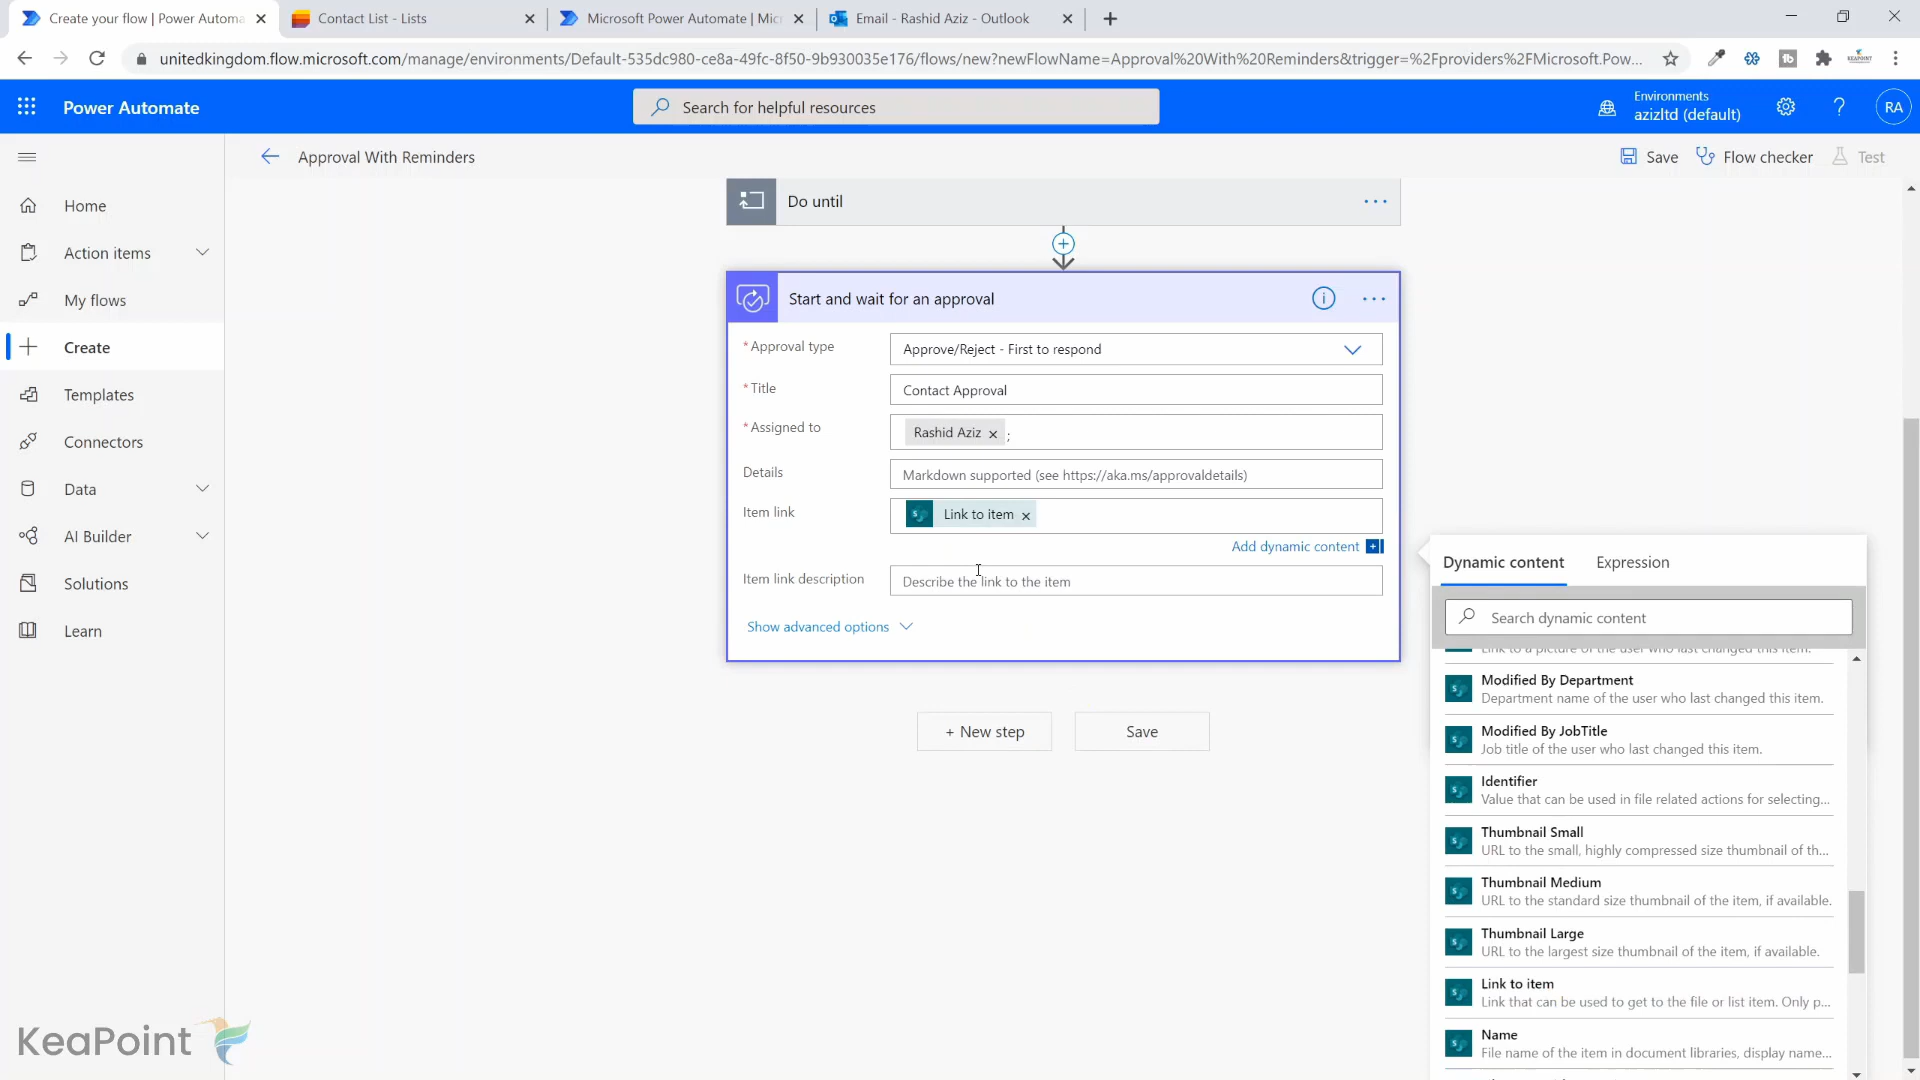 Create your flow | Power Automa
Contact List - Lists
Microsoft Power Automate | Mic
Email - Rashid Aziz - Outlook
unitedkingdom.flow.microsoft.com/manage/environments/Default-535dc980-ce8a-49fc-8f50-9b930035e176/flows/new?newFlowName=Approval%20With%20Reminders&trigger=%2Fproviders%2FMicrosoft.Pow...
Power Automate
Search for helpful resources
Environments
azizltd (default)
?
RA
Approval With Reminders
Save
Flow checker
Test
Home
Action items
My flows
Create
Templates
Connectors
Data
AI Builder
Solutions
Learn
Do until
Start and wait for an approval
* Approval type
Approve/Reject - First to respond
* Title
Contact Approval
* Assigned to
Rashid Aziz × ;
Details
Markdown supported (see https://aka.ms/approvaldetails)
Item link
Link to item ×
Add dynamic content
Item link description
Describe the link to the item
Show advanced options
+ New step
Save
Dynamic content
Expression
Search dynamic content
Link to a picture of the user who last changed this item.
Modified By Department
Department name of the user who last changed this item.
Modified By JobTitle
Job title of the user who last changed this item.
Identifier
Value that can be used in file related actions for selecting...
Thumbnail Small
URL to the small, highly compressed size thumbnail of th...
Thumbnail Medium
URL to the standard size thumbnail of the item, if available.
Thumbnail Large
URL to the largest size thumbnail of the item, if available.
Link to item
Link that can be used to get to the file or list item. Only p...
Name
File name of the item in document libraries, display name...
KeaPoint